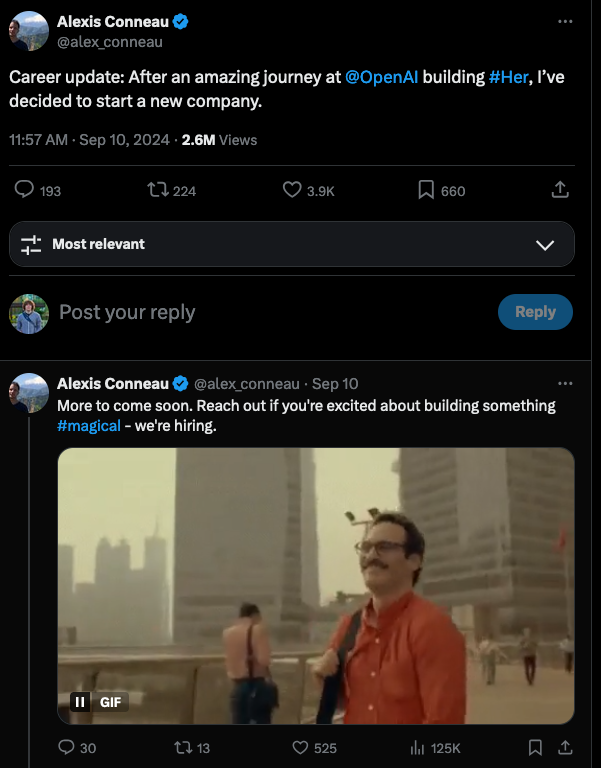 Alexis Conneau
@alex_conneau
Career update: After an amazing journey at @OpenAI building #Her, I’ve
decided to start a new company.
11:57 AM · Sep 10, 2024 · 2.6M Views
193 224 3.9K 660
Most relevant
Post your reply Reply
Alexis Conneau @alex_conneau · Sep 10
More to come soon. Reach out if you're excited about building something
#magical - we're hiring.
GIF
30 13 525 125K